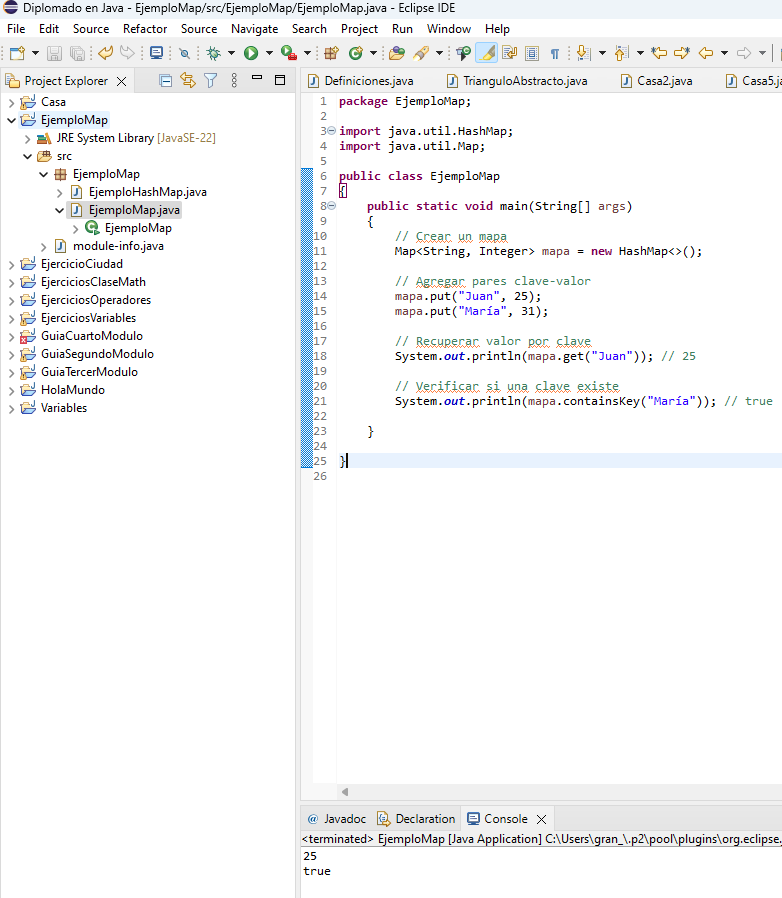 Diplomado en Java - EjemploMap/src/EjemploMap/EjemploMap.java - Eclipse IDE
File Edit Source Refactor Source Navigate Search Project Run Window Help
Project Explorer
Definiciones.java TrianguloAbstracto.java Casa2.java Casa5.ja
Casa
EjemploMap
JRE System Library [JavaSE-22]
src
EjemploMap
EjemploHashMap.java
EjemploMap.java
EjemploMap
module-info.java
EjercicioCiudad
EjerciciosClaseMath
EjerciciosOperadores
EjerciciosVariables
GuiaCuartoModulo
GuiaSegundoModulo
GuiaTercerModulo
HolaMundo
Variables
1 package EjemploMap;
2
3 import java.util.HashMap;
4 import java.util.Map;
5
6 public class EjemploMap
7 {
8 public static void main(String[] args)
9 {
10 // Crear un mapa
11 Map<String, Integer> mapa = new HashMap<>();
12
13 // Agregar pares clave-valor
14 mapa.put("Juan", 25);
15 mapa.put("María", 31);
16
17 // Recuperar valor por clave
18 System.out.println(mapa.get("Juan")); // 25
19
20 // Verificar si una clave existe
21 System.out.println(mapa.containsKey("María")); // true
22
23 }
24
25 }
26
@ Javadoc Declaration Console
<terminated> EjemploMap [Java Application] C:\Users\gran_\.p2\pool\plugins\org.eclipse.
25
true